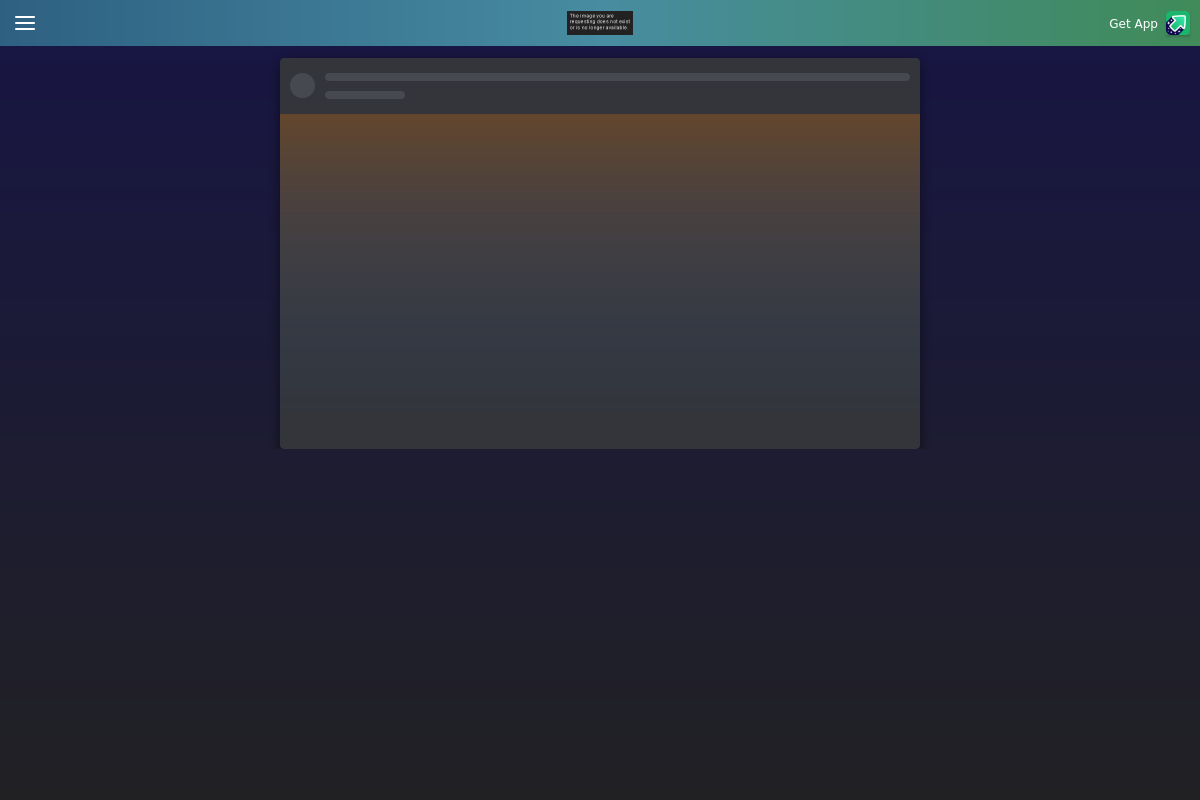 The image you are
requesting does not exist
or is no longer available.
Get App